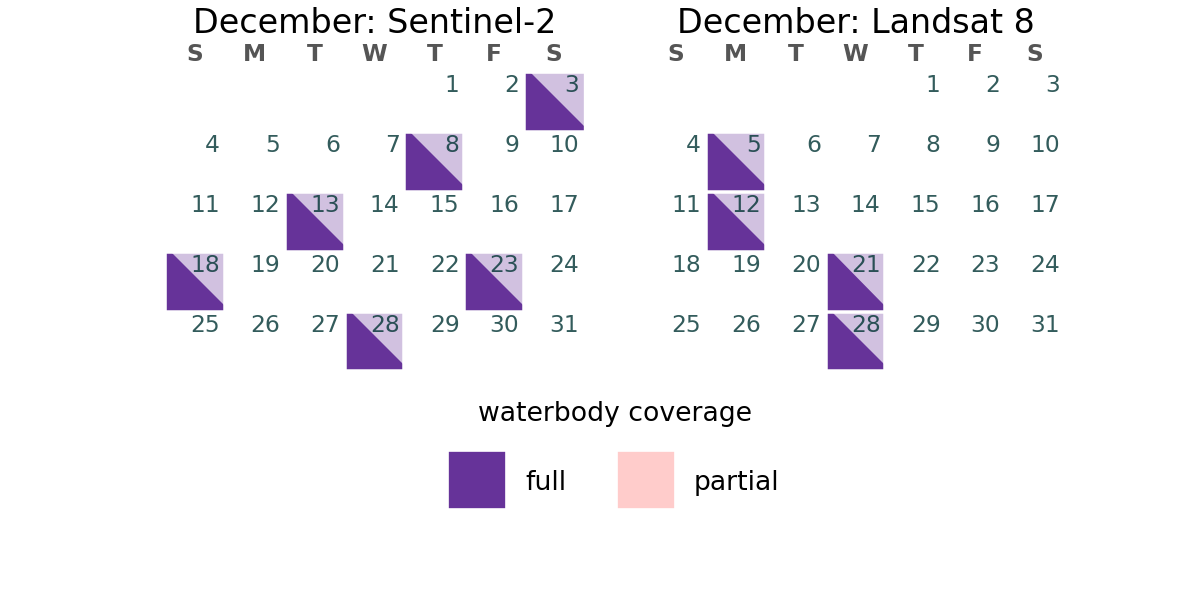 December: Sentinel-2
S M T W T F S
1 2 3
4 5 6 7 8 9 10
11 12 13 14 15 16 17
18 19 20 21 22 23 24
25 26 27 28 29 30 31
December: Landsat 8
S M T W T F S
1 2 3
4 5 6 7 8 9 10
11 12 13 14 15 16 17
18 19 20 21 22 23 24
25 26 27 28 29 30 31
waterbody coverage
full partial